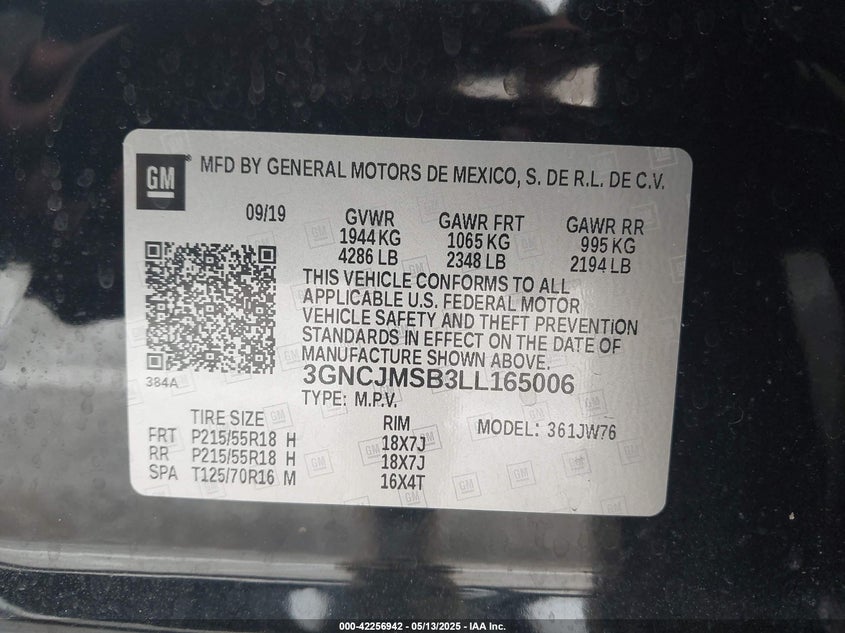 GM
MFD BY GENERAL MOTORS DE MEXICO, S. DE R.L. DE C.V.
09/19 GVWR GAWR FRT GAWR RR
1944 KG 1065 KG 995 KG
4286 LB 2348 LB 2194 LB
THIS VEHICLE CONFORMS TO ALL
APPLICABLE U.S. FEDERAL MOTOR
VEHICLE SAFETY AND THEFT PREVENTION
STANDARDS IN EFFECT ON THE DATE OF
MANUFACTURE SHOWN ABOVE.
384A 3GNCJMSB3LL165006
TYPE: M.P.V.
TIRE SIZE RIM MODEL: 361JW76
FRT P215/55R18 H 18X7J
RR P215/55R18 H 18X7J
SPA T125/70R16 M 16X4T
000-42256942 - 05/13/2025 - IAA Inc.